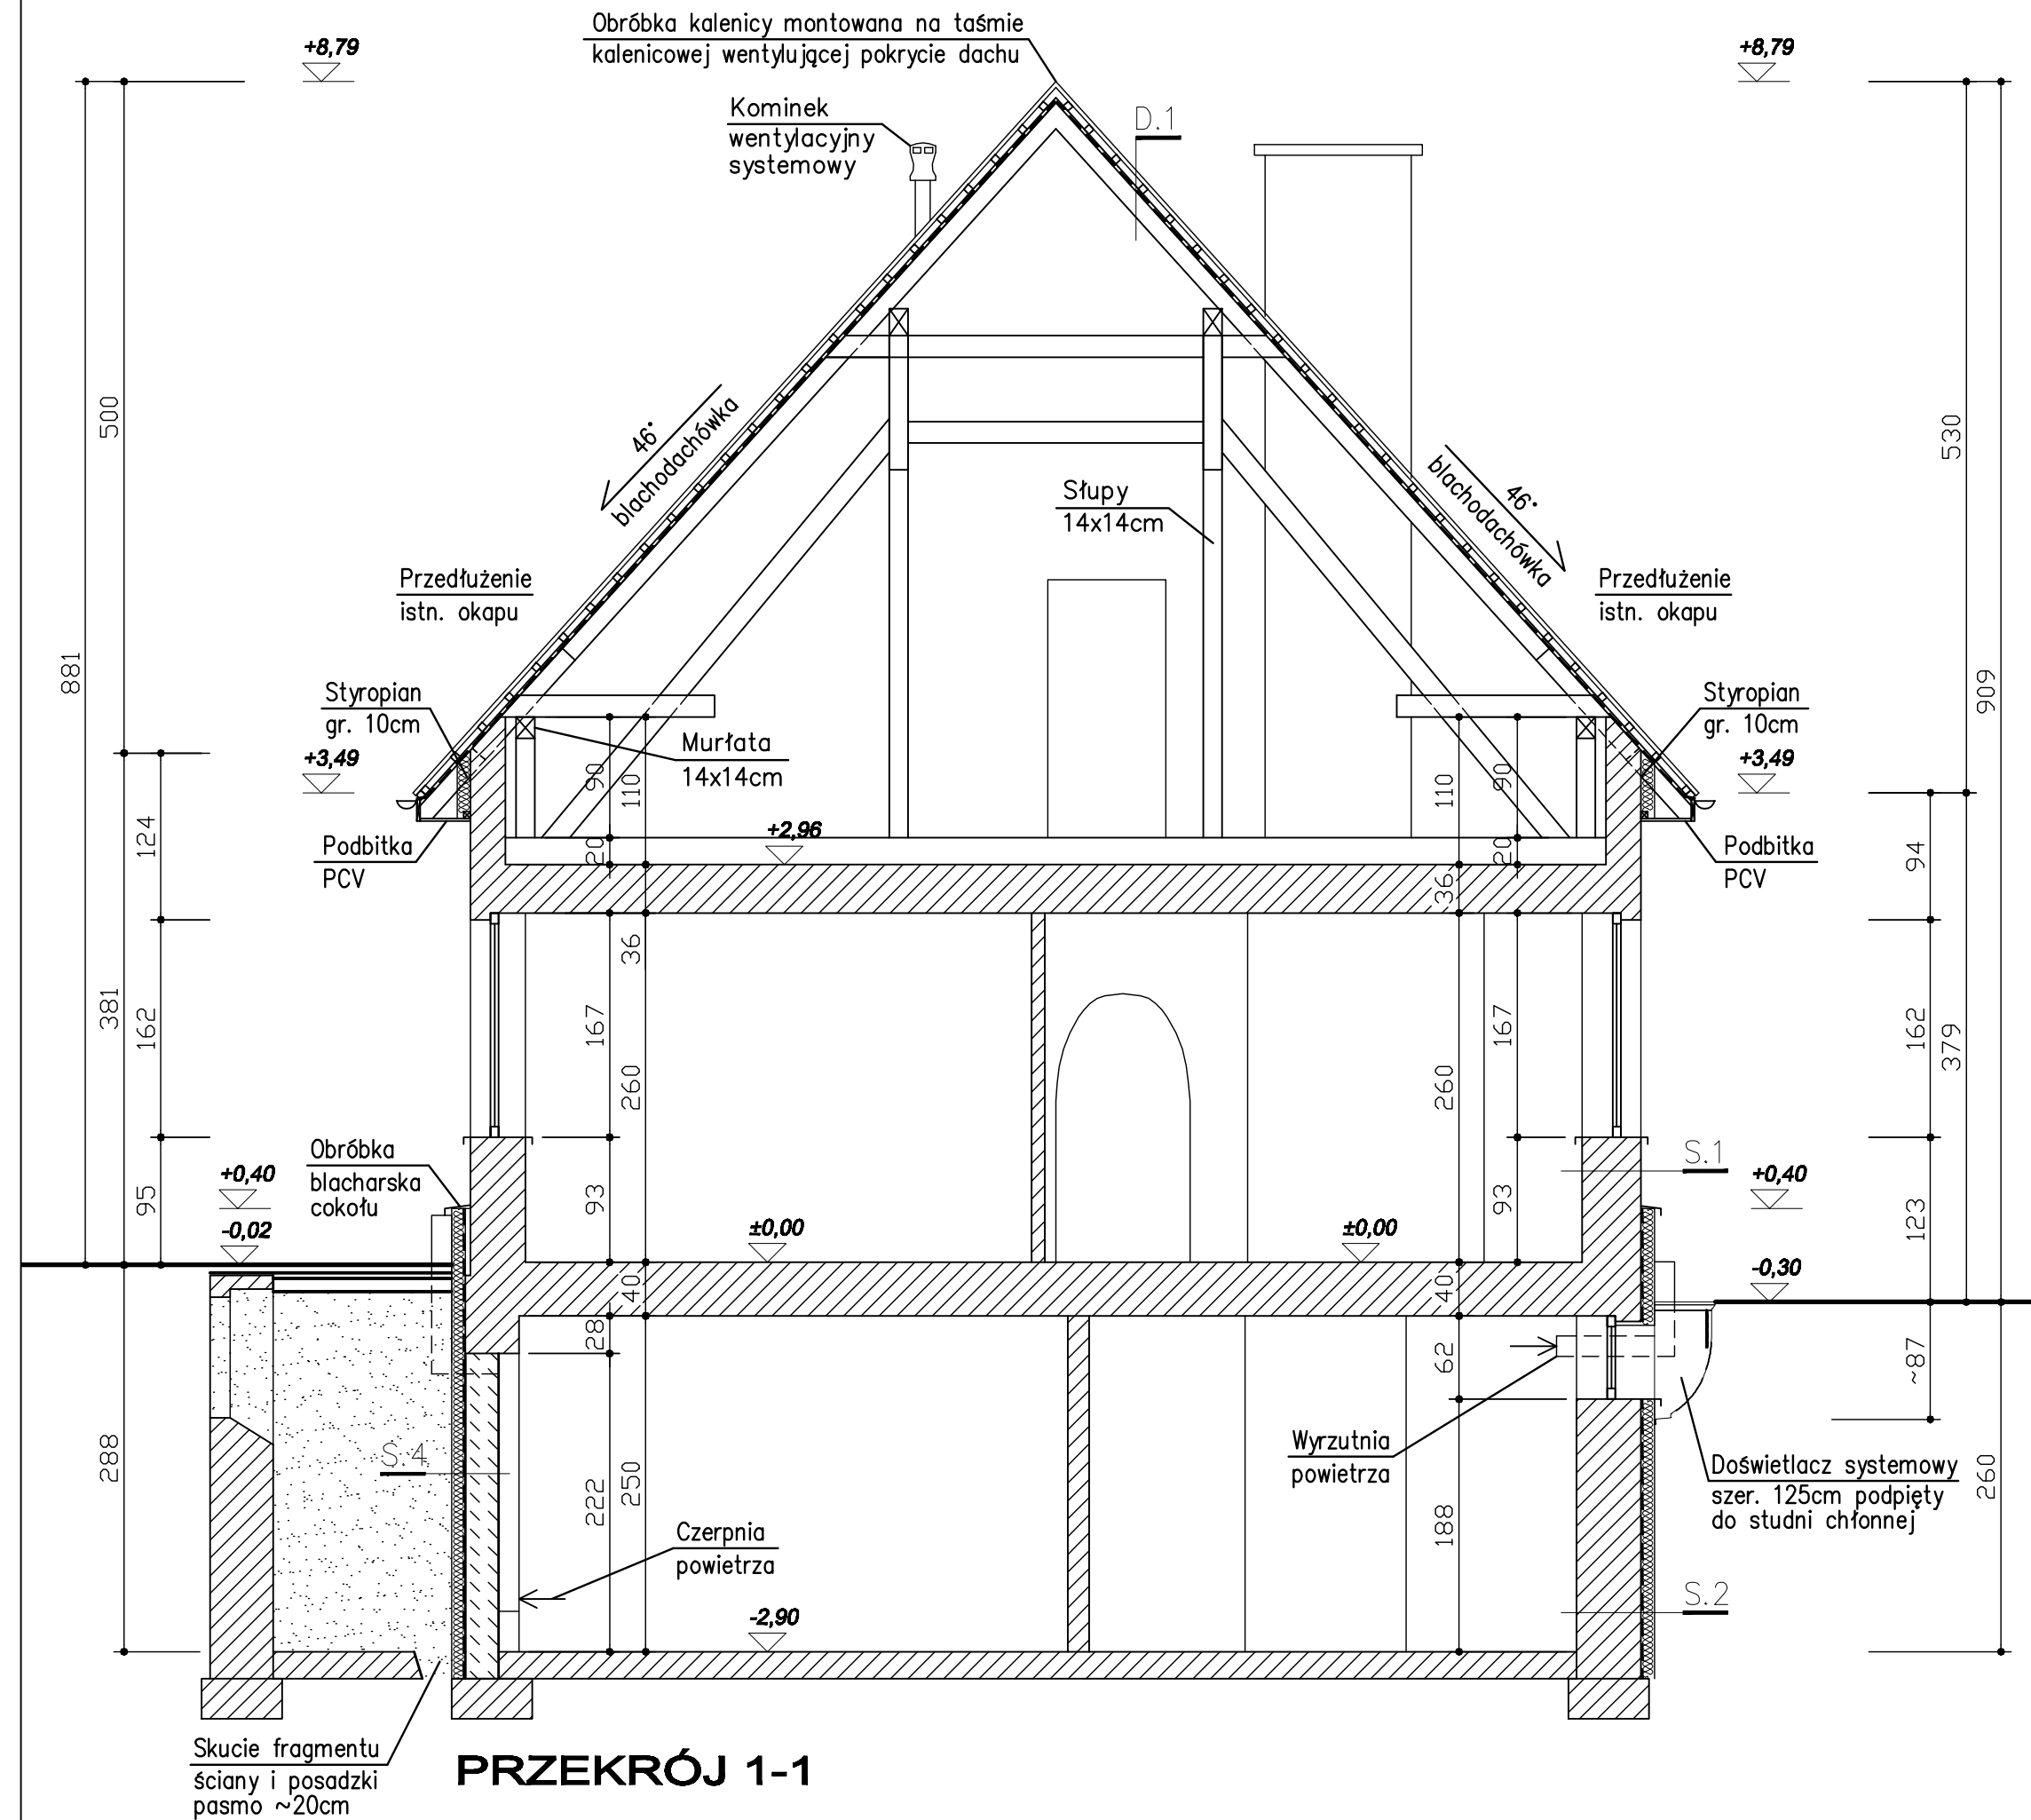 Obróbka kalenicy montowana na taśmie
kalenicowej wentylującej pokrycie dachu
+8,79
+8,79
Kominek
wentylacyjny
systemowy
D.1
46°
blachodachówka
46°
blachodachówka
500
530
Słupy
14x14cm
Przedłużenie
istn. okapu
Przedłużenie
istn. okapu
881
909
Styropian
gr. 10cm
Styropian
gr. 10cm
+3,49
+3,49
Murłata
14x14cm
90
110
110
90
124
Podbitka
PCV
+2,96
20
20
36
Podbitka
PCV
94
36
381
162
167
260
260
167
162
379
Obróbka
blacharska
cokołu
S.1
+0,40
+0,40
95
93
93
123
-0,02
±0,00
±0,00
-0,30
40
40
28
62
~87
288
S.4
222
250
Wyrzutnia
powietrza
188
Doświetlacz systemowy
szer. 125cm podpięty
do studni chłonnej
260
Czerpnia
powietrza
-2,90
S.2
Skucie fragmentu
ściany i posadzki
pasmo ~20cm
PRZEKRÓJ 1-1